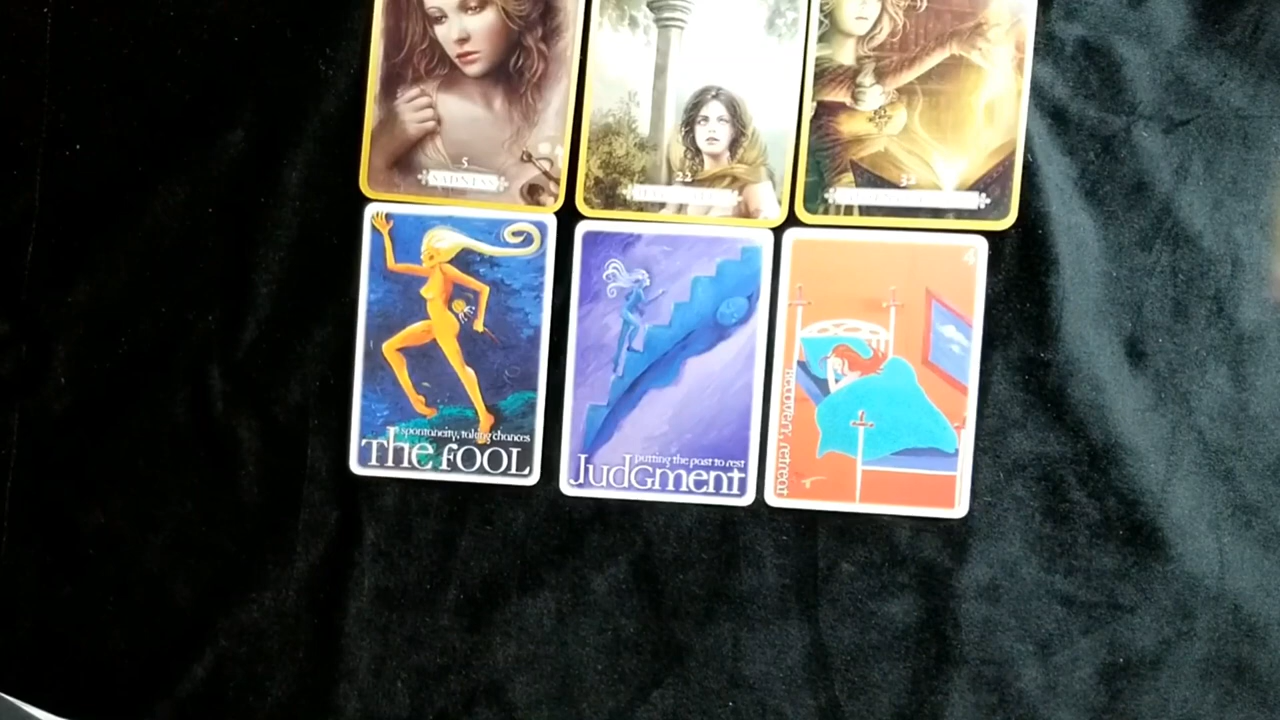 5
SADNESS
22
32
spontaneity, taking chances
The FOOL
putting the past to rest
Judgment
4
recovery, retreat